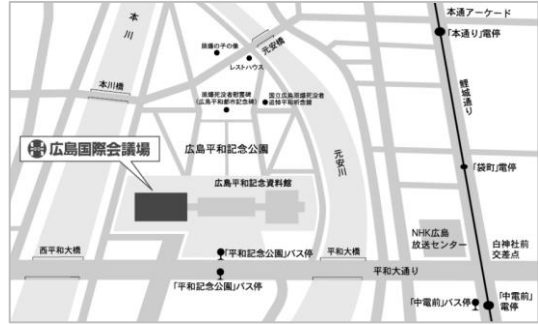 本通アーケード
「本通り」電停
本川
原爆の子の像
元安橋
レストハウス
鯉城通り
本川橋
原爆死没者慰霊碑
(広島平和都市記念碑)
国立広島原爆死没者
追悼平和祈念館
広島国際会議場
広島平和記念公園
元安川
「袋町」電停
広島平和記念資料館
NHK広島
放送センター
白神社前
交差点
西平和大橋
「平和記念公園」バス停
平和大橋
平和大通り
「平和記念公園」バス停
「中電前」バス停
「中電前」
電停